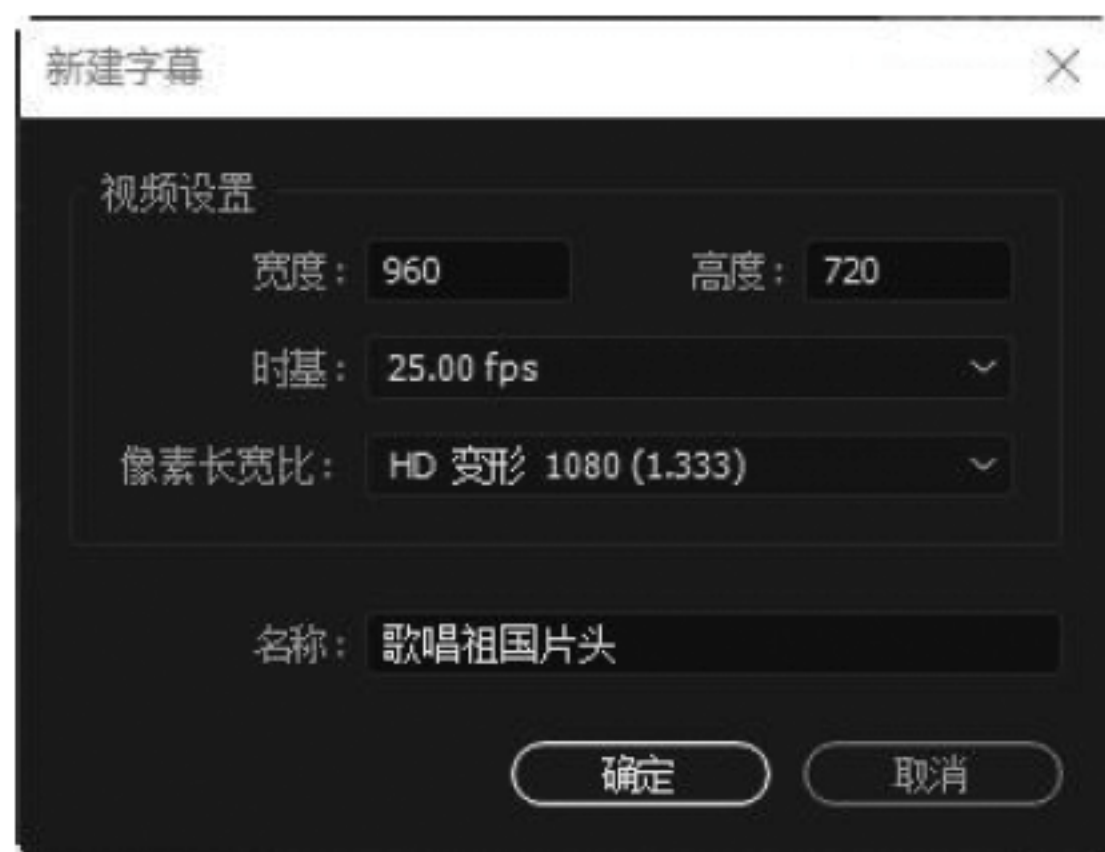 新建字幕
视频设置
宽度： 960 高度： 720
时基： 25.00 fps
像素长宽比： HD 变形 1080 (1.333)
名称： 歌唱祖国片头
确定 取消